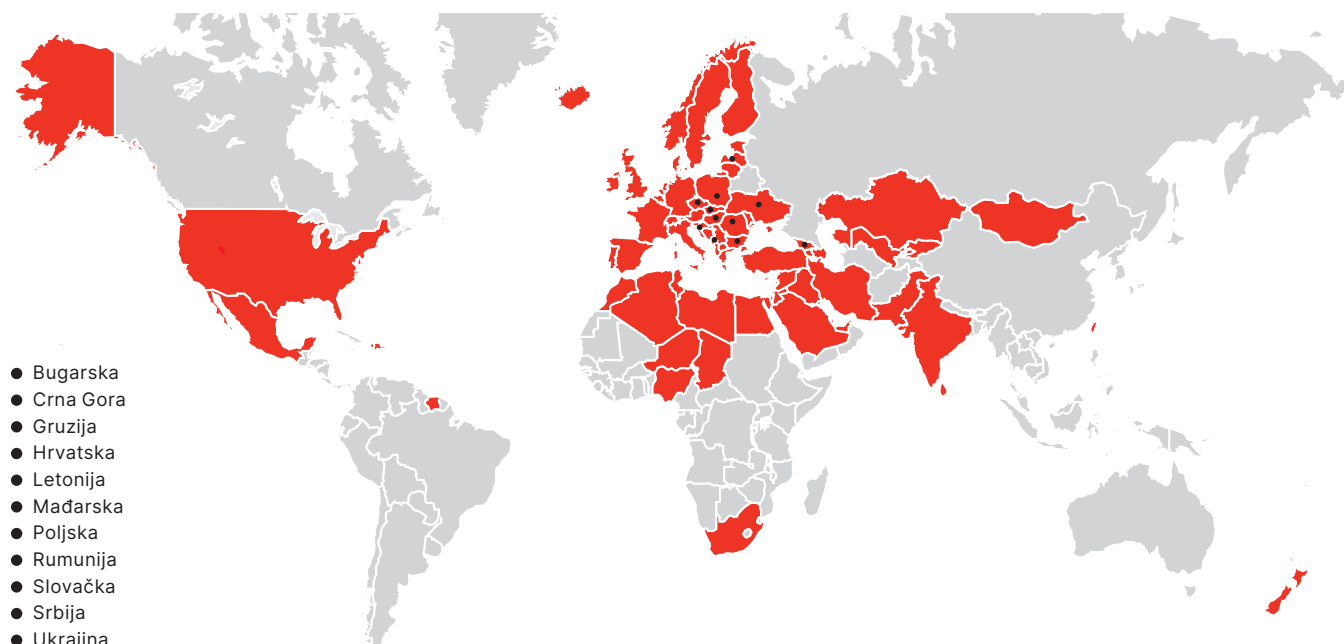 Bugarska
Crna Gora
Gruzija
Hrvatska
Letonija
Mađarska
Poljska
Rumunija
Slovačka
Srbija
Ukrajina